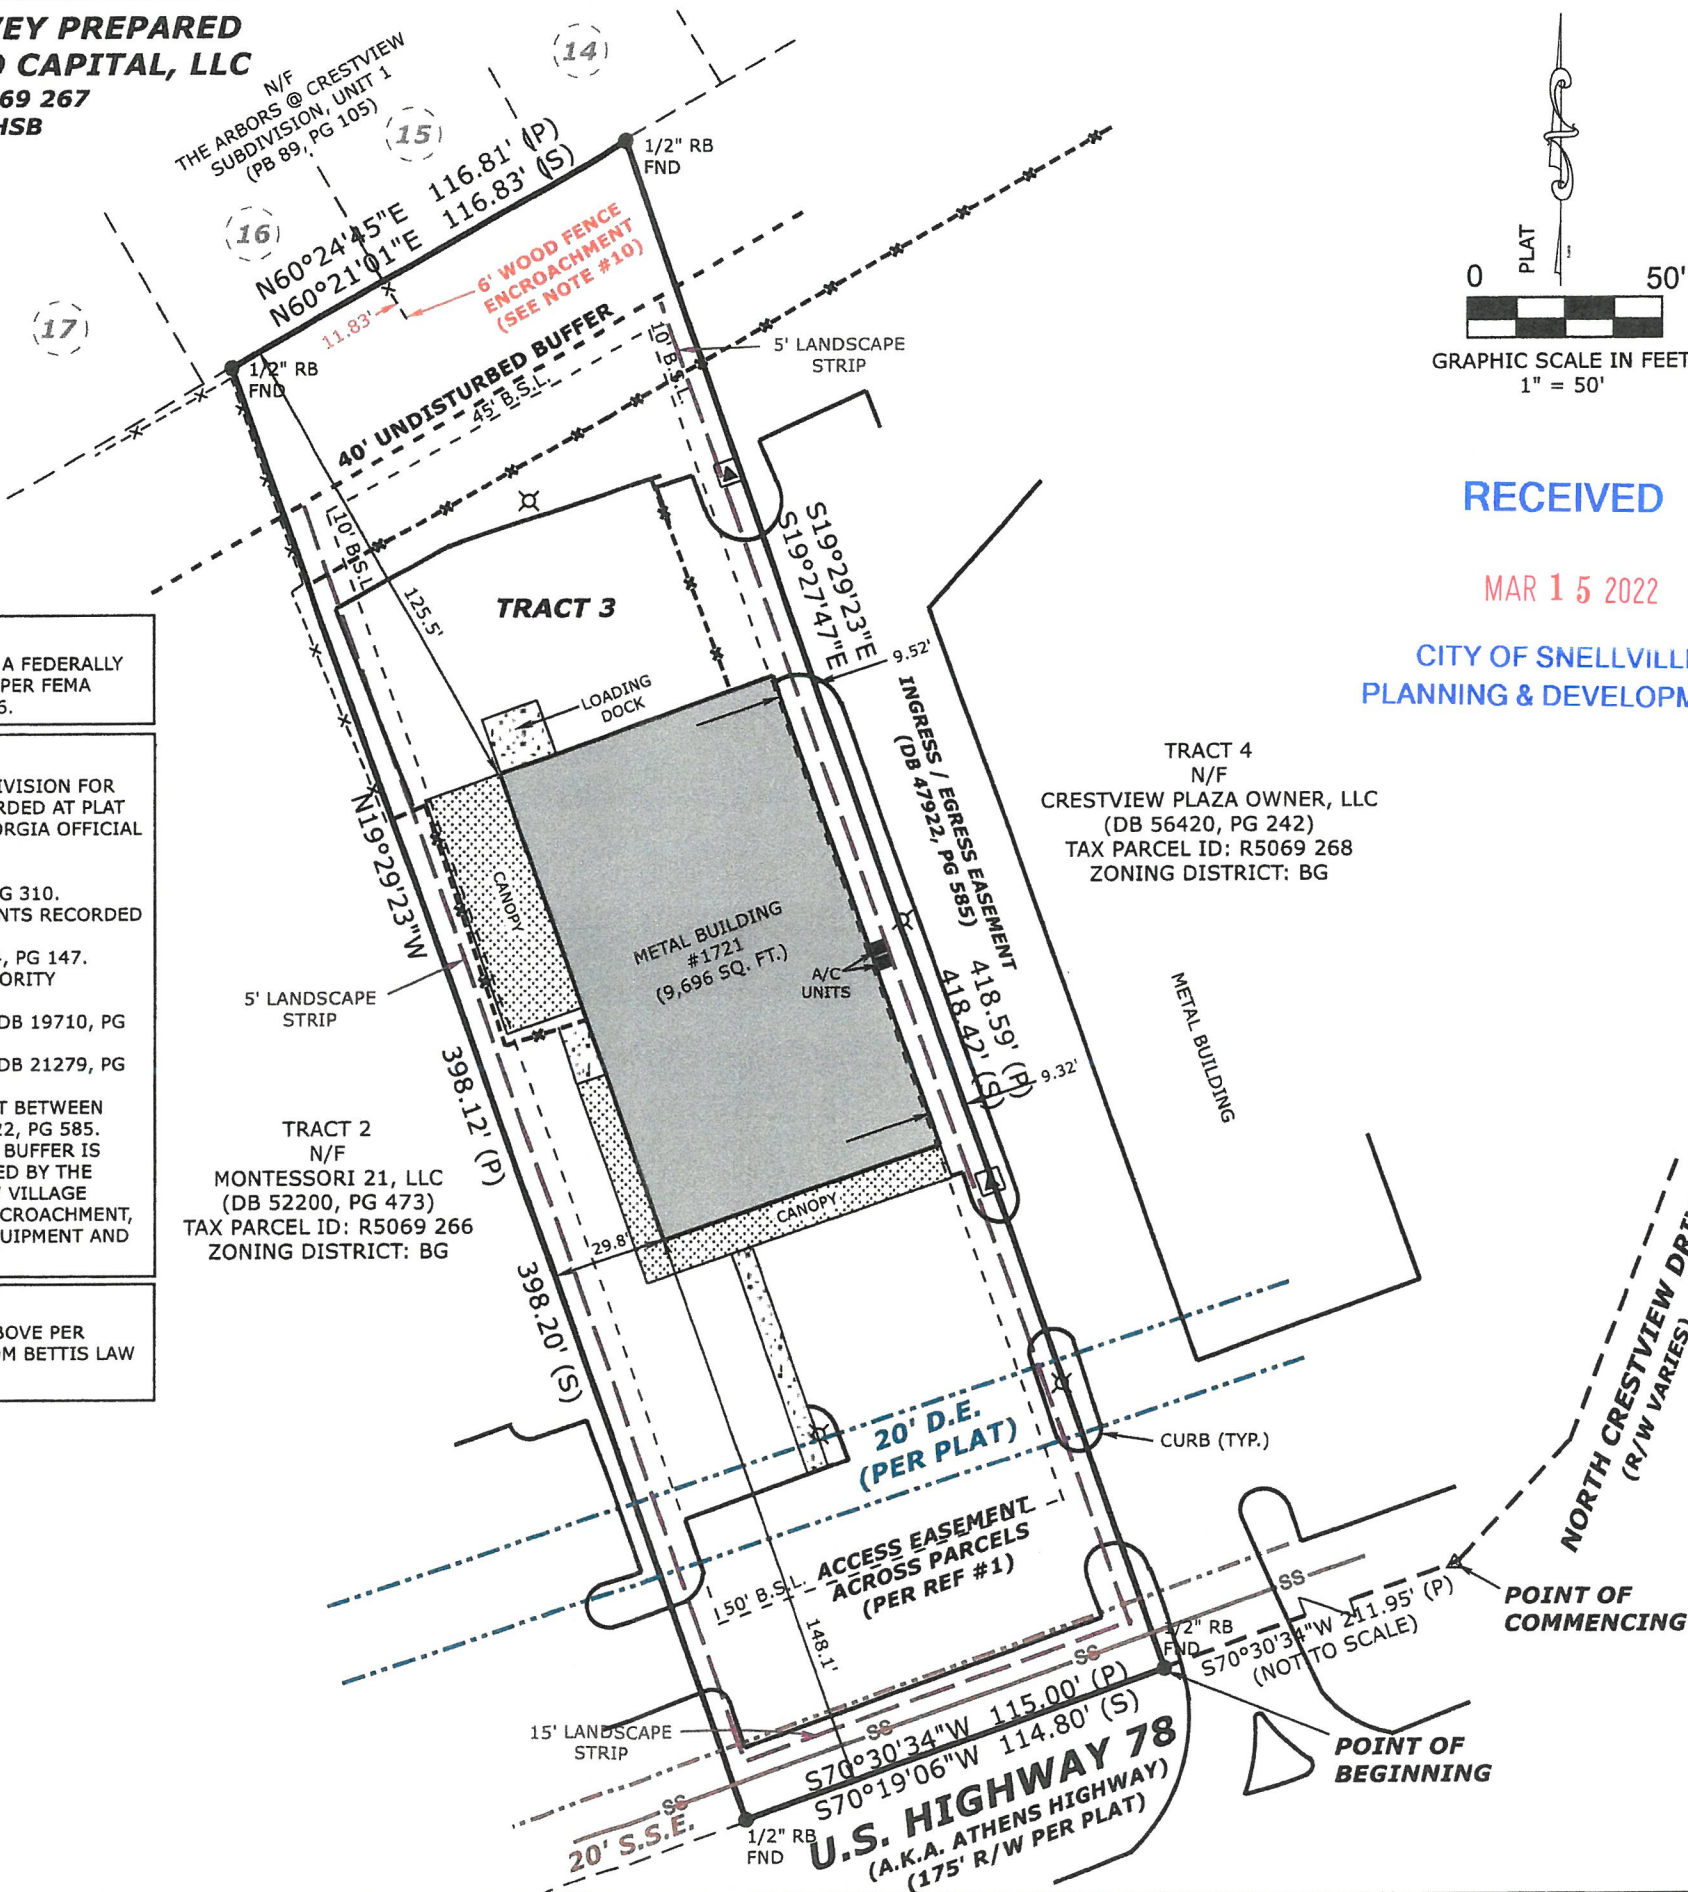 VEY PREPARED
CAPITAL, LLC
69 267
HSB
N/F
THE ARBORS @ CRESTVIEW
SUBDIVISION, UNIT 1
(PB 89, PG 105)
14
15
16
17
N60°24'45"E 116.81' (P)
N60°21'01"E 116.83' (S)
1/2" RB
FND
6' WOOD FENCE
ENCROACHMENT
(SEE NOTE #10)
11.83'
1/2" RB
FND
40' UNDISTURBED BUFFER
45' B.S.L.
10' B.S.L.
5' LANDSCAPE
STRIP
10' B.S.L
125.5'
TRACT 3
S19°29'23"E
S19°27'47"E
9.52'
LOADING
DOCK
INGRESS / EGRESS EASEMENT
(DB 47922, PG 585)
418.59' (P)
418.42' (S)
PLAT
0 50'
GRAPHIC SCALE IN FEET
1" = 50'
RECEIVED
MAR 15 2022
CITY OF SNELLVILL
PLANNING & DEVELOPM
TRACT 4
N/F
CRESTVIEW PLAZA OWNER, LLC
(DB 56420, PG 242)
TAX PARCEL ID: R5069 268
ZONING DISTRICT: BG
A FEDERALLY
PER FEMA
6.
IVISION FOR
RDED AT PLAT
ORGIA OFFICIAL
G 310.
NTS RECORDED
, PG 147.
ORITY
DB 19710, PG
DB 21279, PG
T BETWEEN
22, PG 585.
BUFFER IS
ED BY THE
VILLAGE
CROACHMENT,
UIPMENT AND
BOVE PER
OM BETTIS LAW
N19°29'23"W
CANOPY
METAL BUILDING
#1721
(9,696 SQ. FT.)
A/C
UNITS
METAL BUILDING
5' LANDSCAPE
STRIP
398.12' (P)
398.20' (S)
9.32'
TRACT 2
N/F
MONTESSORI 21, LLC
(DB 52200, PG 473)
TAX PARCEL ID: R5069 266
ZONING DISTRICT: BG
29.8'
CANOPY
20' D.E.
(PER PLAT)
CURB (TYP.)
NORTH CRESTVIEW DRI
(R/W VARIES)
ACCESS EASEMENT
ACROSS PARCELS
(PER REF #1)
50' B.S.L.
148.1'
SS
POINT OF
COMMENCING
1/2" RB
FND
S70°30'34"W 211.95' (P)
(NOT TO SCALE)
SS
15' LANDSCAPE
STRIP
SS
S70°30'34"W 115.00' (P)
S70°19'06"W 114.80' (S)
POINT OF
BEGINNING
SS
20' S.S.E.
1/2" RB
FND
U.S. HIGHWAY 78
(A.K.A. ATHENS HIGHWAY)
(175' R/W PER PLAT)